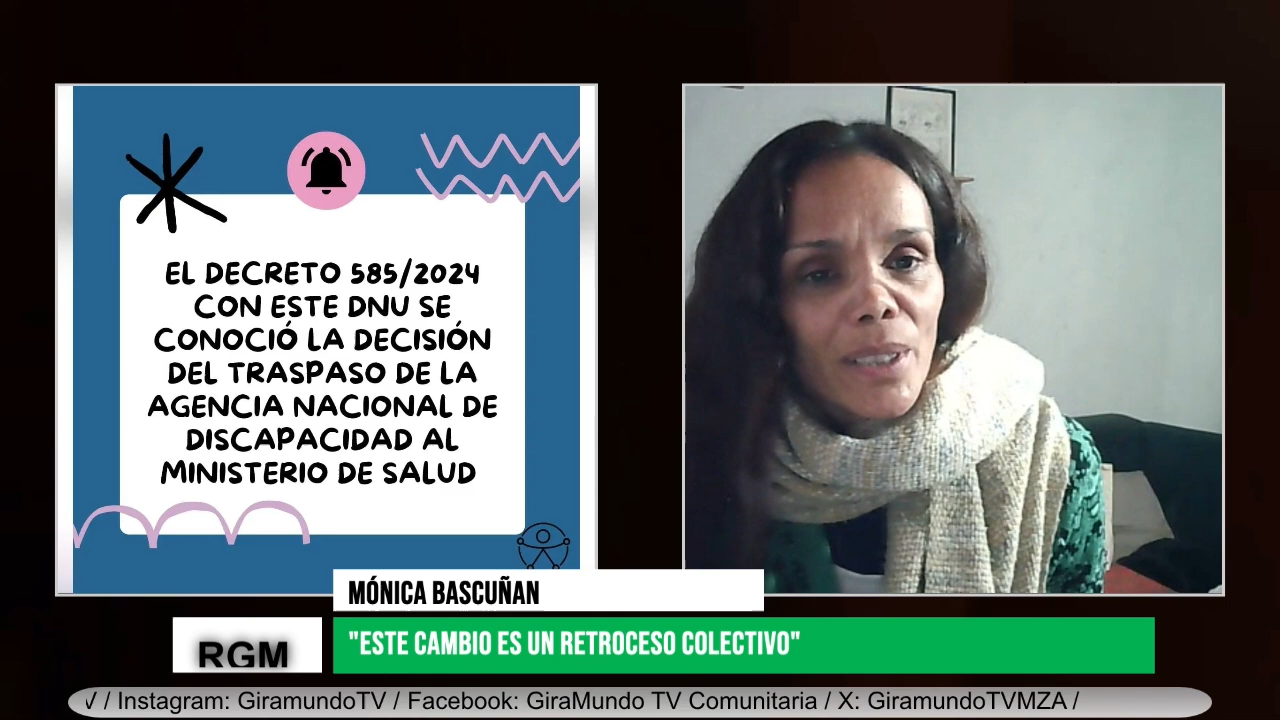 EL DECRETO 585/2024
CON ESTE DNU SE
CONOCIÓ LA DECISIÓN
DEL TRASPASO DE LA
AGENCIA NACIONAL DE
DISCAPACIDAD AL
MINISTERIO DE SALUD
MÓNICA BASCUÑAN
RGM
"ESTE CAMBIO ES UN RETROCESO COLECTIVO"
/ Instagram: GiramundoTV / Facebook: GiraMundo TV Comunitaria / X: GiramundoTVMZA /